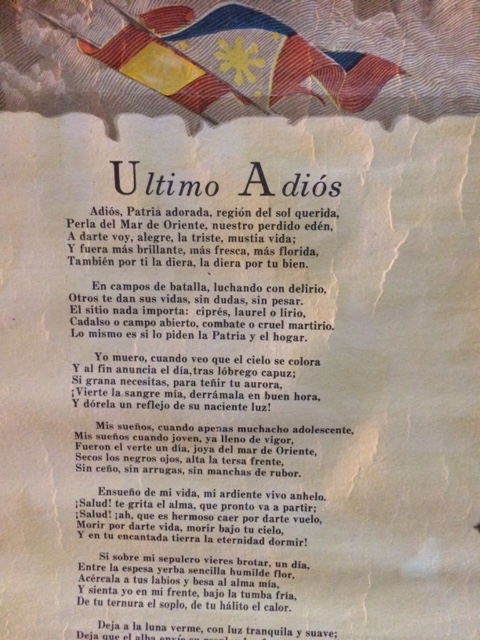 Ultimo Adiós
Adiós, Patria adorada, región del sol querida,
Perla del Mar de Oriente, nuestro perdido edén,
A darte voy, alegre, la triste, mustia vida;
Y fuera más brillante, más fresca, más florida,
También por ti la diera, la diera por tu bien.
En campos de batalla, luchando con delirio,
Otros te dan sus vidas, sin dudas, sin pesar.
El sitio nada importa: ciprés, laurel o lirio,
Cadalso o campo abierto, combate o cruel martirio.
Lo mismo es si lo piden la Patria y el hogar.
Yo muero, cuando veo que el cielo se colora
Y al fin anuncia el día,tras lóbrego capuz;
Si grana necesitas, para teñir tu aurora,
¡Vierte la sangre mía, derrámala en buen hora,
Y dórela un reflejo de su naciente luz!
Mis sueños, cuando apenas muchacho adolescente,
Mis sueños cuando joven, ya lleno de vigor,
Fueron el verte un día, joya del mar de Oriente,
Secos los negros ojos, alta la tersa frente,
Sin ceño, sin arrugas, sin manchas de rubor.
Ensueño de mi vida, mi ardiente vivo anhelo.
¡Salud! te grita el alma, que pronto va a partir;
¡Salud! ¡ah, que es hermoso caer por darte vuelo,
Morir por darte vida, morir bajo tu cielo,
Y en tu encantada tierra la eternidad dormir!
Si sobre mi sepulcro vieres brotar, un día,
Entre la espesa yerba sencilla humilde flor,
Acércala a tus labios y besa al alma mía,
Y sienta yo en mi frente, bajo la tumba fría,
De tu ternura el soplo, de tu hálito el calor.
Deja a la luna verme, con luz tranquila y suave;
Deja que el alba envíe su